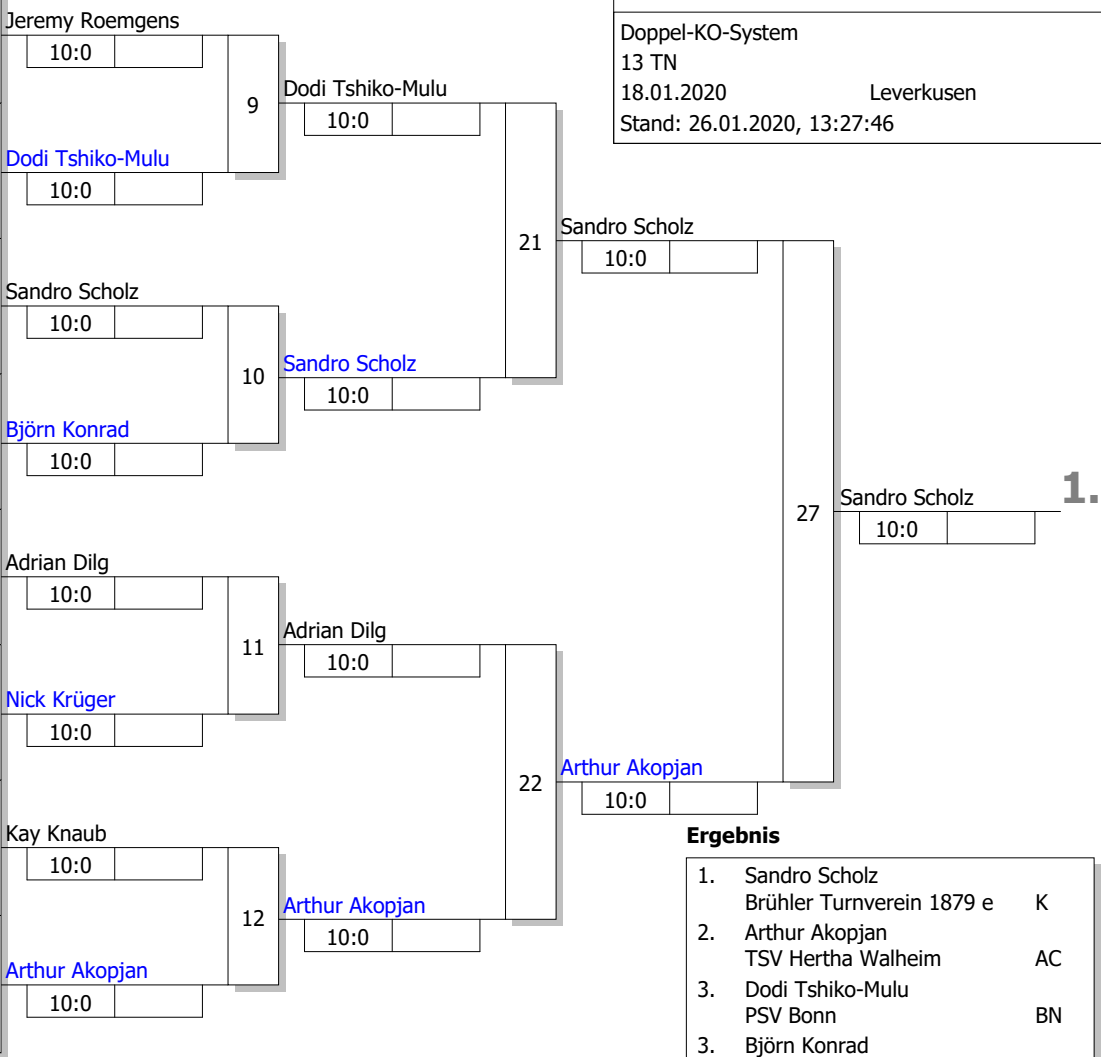 Jeremy Roemgens
10:0
9
Dodi Tshiko-Mulu
10:0
Dodi Tshiko-Mulu
10:0
21
Sandro Scholz
10:0
Sandro Scholz
10:0
10
Sandro Scholz
10:0
Björn Konrad
10:0
27
Sandro Scholz
1.
10:0
Adrian Dilg
10:0
11
Adrian Dilg
10:0
Nick Krüger
10:0
22
Arthur Akopjan
10:0
Kay Knaub
10:0
12
Arthur Akopjan
10:0
Arthur Akopjan
10:0
Doppel-KO-System
13 TN
18.01.2020 Leverkusen
Stand: 26.01.2020, 13:27:46
Ergebnis
1. Sandro Scholz
Brühler Turnverein 1879 e K
2. Arthur Akopjan
TSV Hertha Walheim AC
3. Dodi Tshiko-Mulu
PSV Bonn BN
3. Björn Konrad